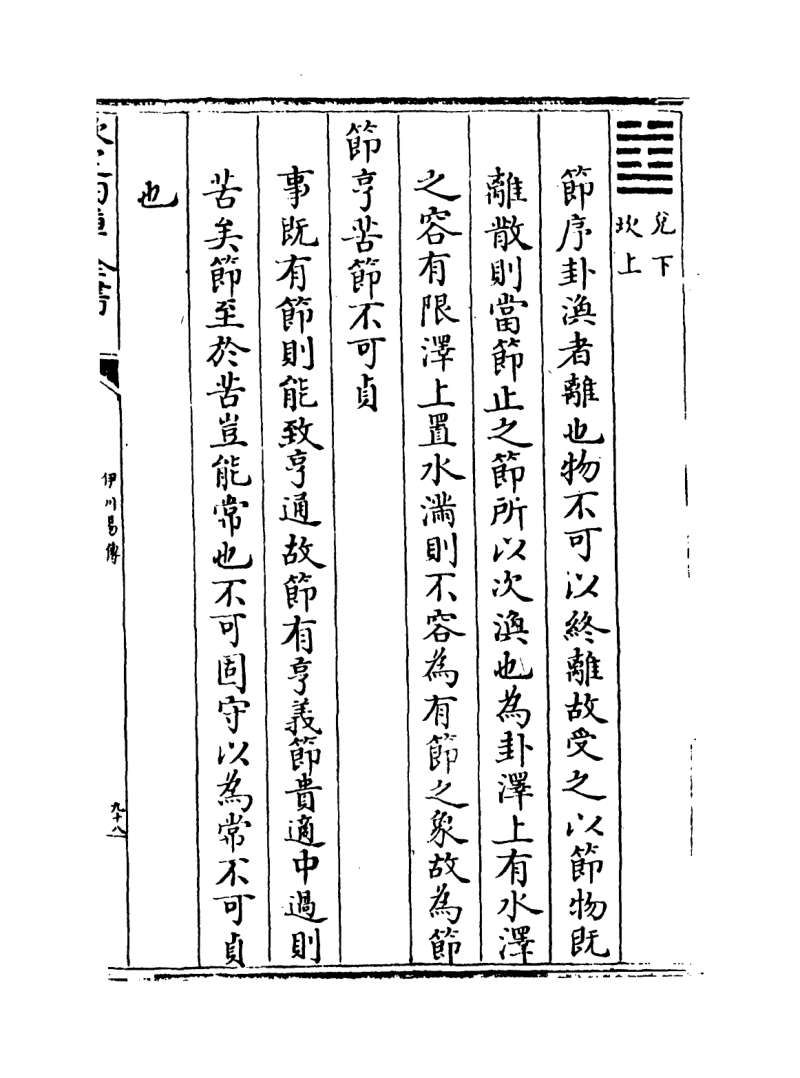 ䷻
兌下
坎上
節序卦渙者離也物不可以終離故受之以節物既
離散則當節止之節所以次渙也為卦澤上有水澤
之容有限澤上置水滿則不容為有節之象故為節
節亨苦節不可貞
事既有節則能致亨通故節有亨義節貴適中過則
苦矣節至於苦豈能常也不可固守以為常不可貞
也
欽定四庫全書
伊川易傳
九十八